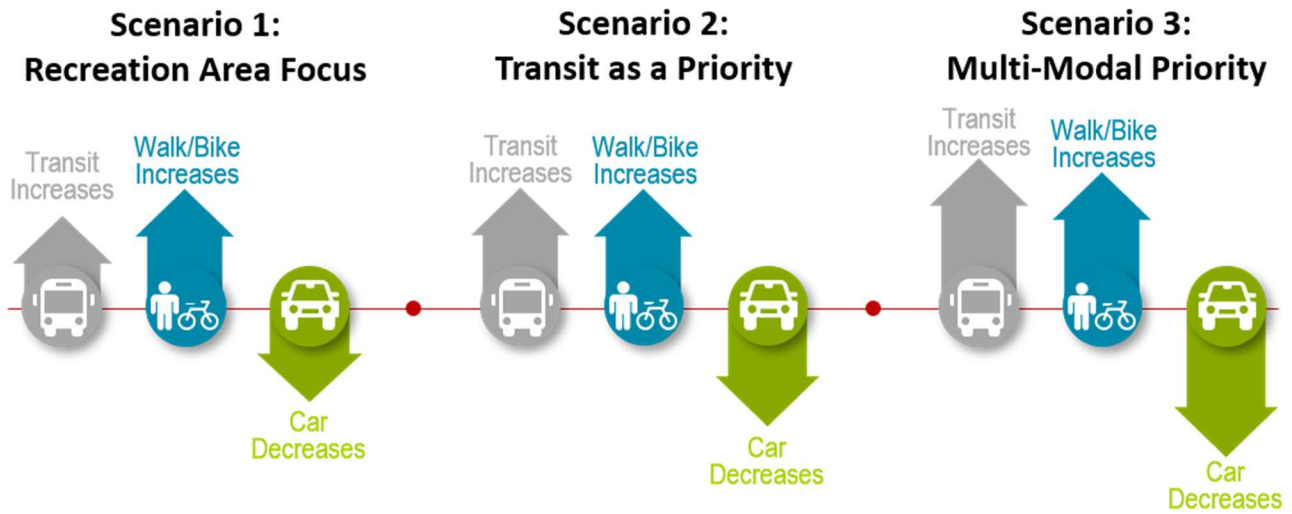 Scenario 1:
Recreation Area Focus
Transit
Increases
Walk/Bike
Increases
Car
Decreases
Scenario 2:
Transit as a Priority
Transit
Increases
Walk/Bike
Increases
Car
Decreases
Scenario 3:
Multi-Modal Priority
Transit
Increases
Walk/Bike
Increases
Car
Decreases